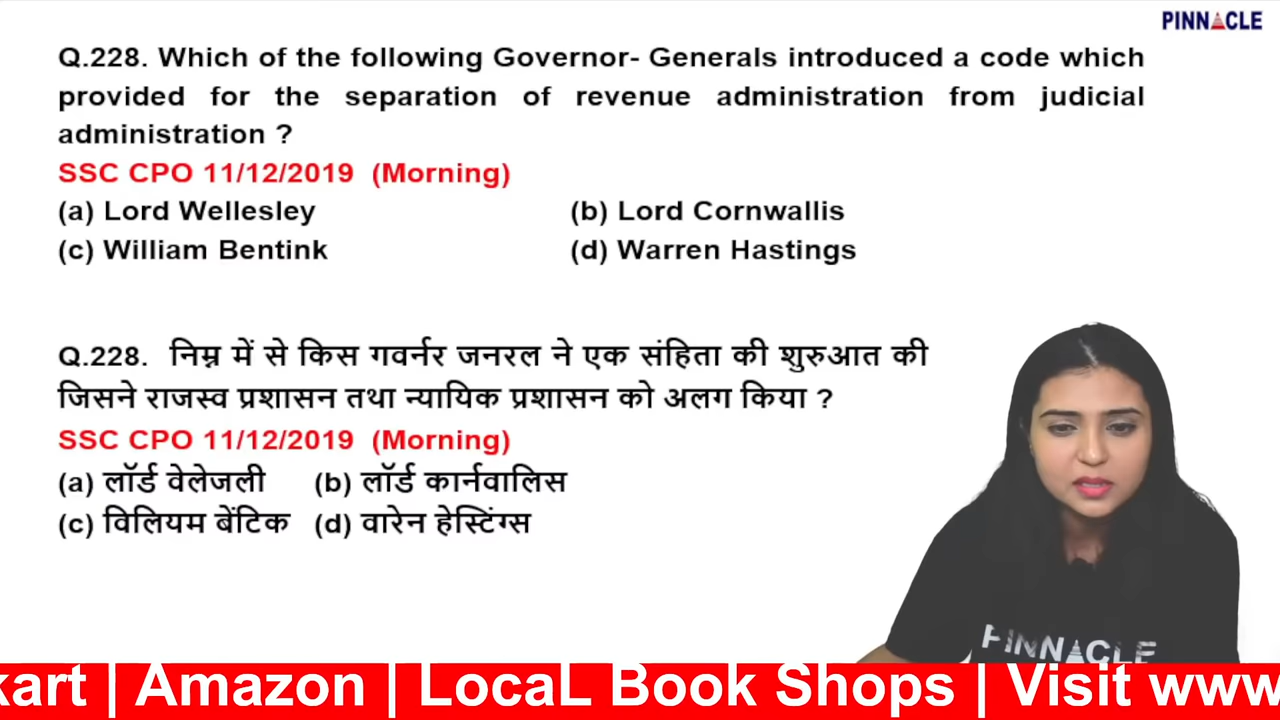 PINNACLE
Q.228. Which of the following Governor- Generals introduced a code which
provided for the separation of revenue administration from judicial
administration ?
SSC CPO 11/12/2019 (Morning)
(a) Lord Wellesley (b) Lord Cornwallis
(c) William Bentink (d) Warren Hastings
Q.228. निम्न में से किस गवर्नर जनरल ने एक संहिता की शुरुआत की
जिसने राजस्व प्रशासन तथा न्यायिक प्रशासन को अलग किया ?
SSC CPO 11/12/2019 (Morning)
(a) लॉर्ड वेलेजली (b) लॉर्ड कार्नवालिस
(c) विलियम बेंटिक (d) वारेन हेस्टिंग्स
PINNACLE
kart | Amazon | LocaL Book Shops | Visit www